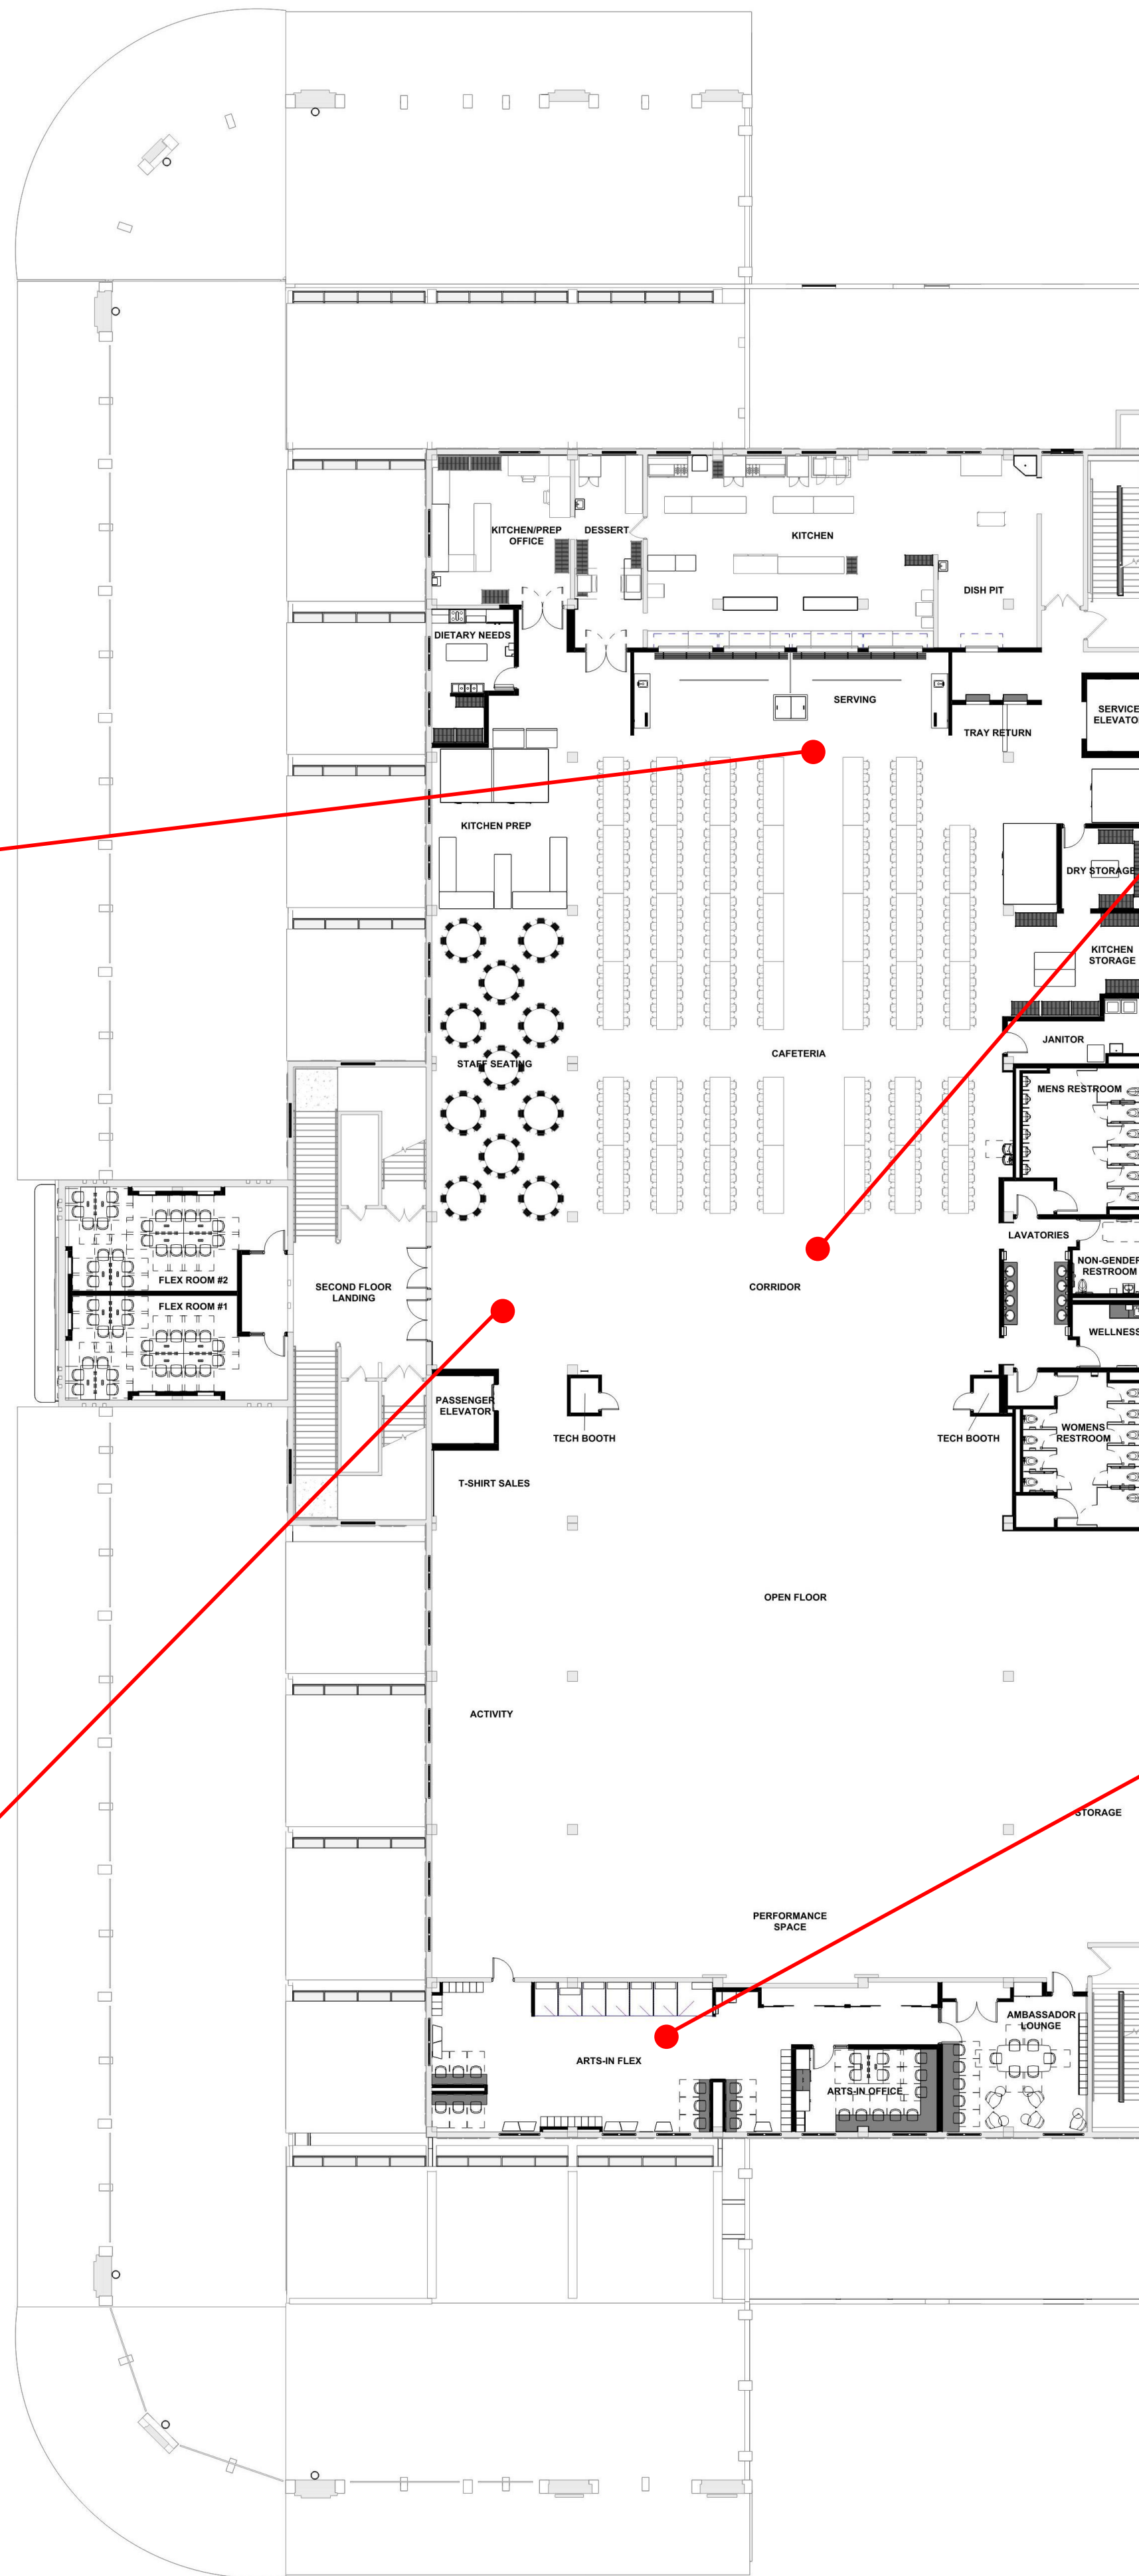 KITCHEN/PREP
OFFICE
DESSERT
KITCHEN
DISH PIT
DIETARY NEEDS
SERVING
SERVICE
TRAY RETURN
KITCHEN PREP
DRY STORAGE
KITCHEN
STORAGE
JANITOR
CAFETERIA
STAFF SEATING
MENS RESTROOM
LAVATORIES
NON-GENDER
RESTROOM
FLEX ROOM #2
SECOND FLOOR
LANDING
CORRIDOR
FLEX ROOM #1
WELLNESS
PASSENGER
ELEVATOR
TECH BOOTH
TECH BOOTH
WOMENS
RESTROOM
T-SHIRT SALES
OPEN FLOOR
ACTIVITY
STORAGE
PERFORMANCE
SPACE
AMBASSADOR
LOUNGE
ARTS-IN FLEX
ARTS-IN OFFICE